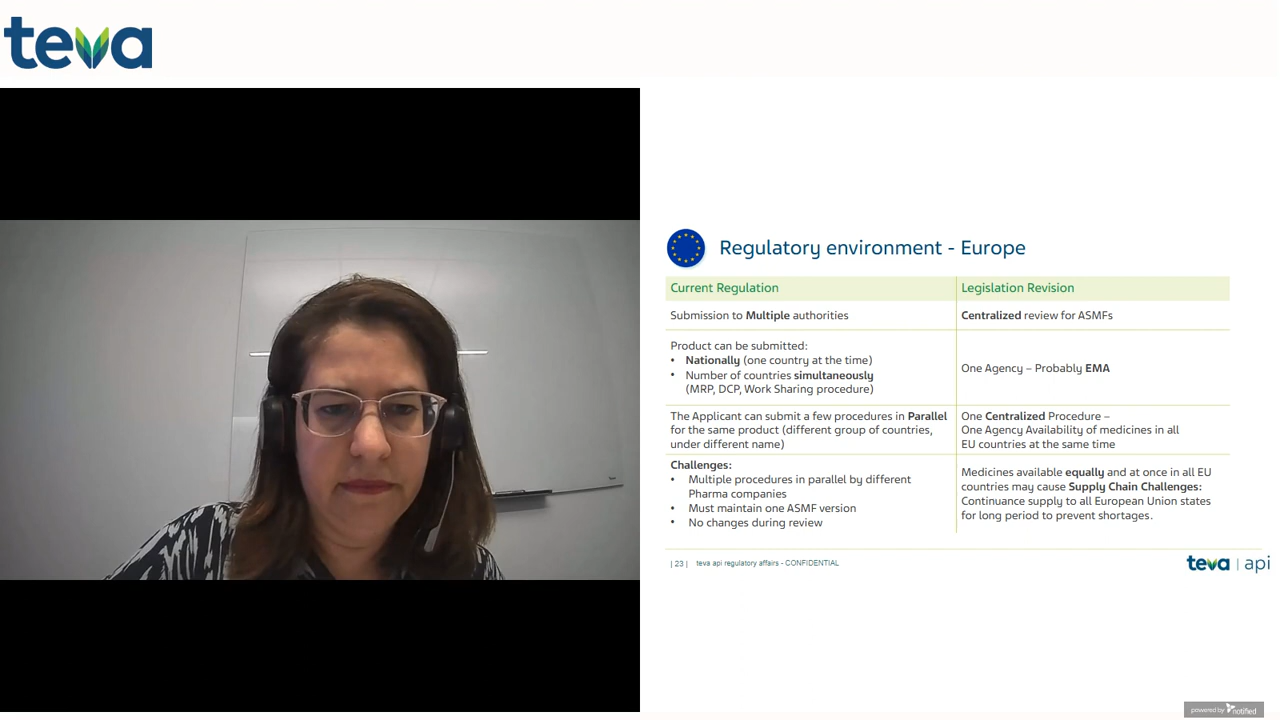 teva
Regulatory environment - Europe
Current Regulation
Legislation Revision
Submission to Multiple authorities
Centralized review for ASMFs
Product can be submitted:
• Nationally (one country at the time)
• Number of countries simultaneously
(MRP, DCP, Work Sharing procedure)
One Agency – Probably EMA
The Applicant can submit a few procedures in Parallel
for the same product (different group of countries,
under different name)
One Centralized Procedure –
One Agency Availability of medicines in all
EU countries at the same time
Challenges:
• Multiple procedures in parallel by different
Pharma companies
• Must maintain one ASMF version
• No changes during review
Medicines available equally and at once in all EU
countries may cause Supply Chain Challenges:
Continuance supply to all European Union states
for long period to prevent shortages.
| 23 | teva api regulatory affairs - CONFIDENTIAL
teva | api
powered by notified